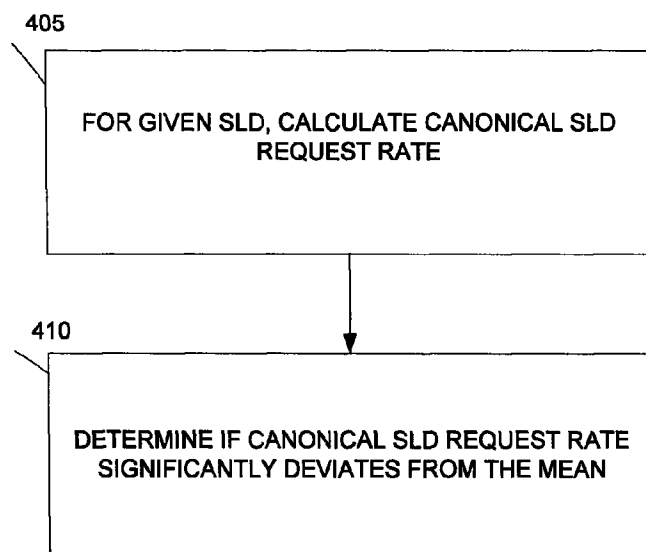 405
FOR GIVEN SLD, CALCULATE CANONICAL SLD
REQUEST RATE
410
DETERMINE IF CANONICAL SLD REQUEST RATE
SIGNIFICANTLY DEVIATES FROM THE MEAN